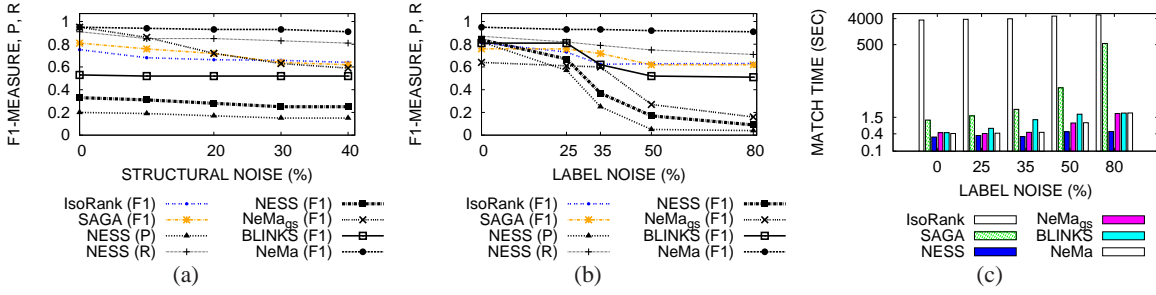 F1-MEASURE, P, R
1
0.8
0.6
0.4
0.2
0
0 10 20 30 40
STRUCTURAL NOISE (%)
IsoRank (F1)
SAGA (F1)
NESS (P)
NESS (R)
NESS (F1)
NeMa_gs (F1)
BLINKS (F1)
NeMa (F1)
(a)
F1-MEASURE, P, R
1
0.8
0.6
0.4
0.2
0
0 25 35 50 80
LABEL NOISE (%)
IsoRank (F1)
SAGA (F1)
NESS (P)
NESS (R)
NESS (F1)
NeMa_gs (F1)
BLINKS (F1)
NeMa (F1)
(b)
MATCH TIME (SEC)
4000
500
1.5
0.4
0.1
0 25 35 50 80
LABEL NOISE (%)
IsoRank
SAGA
NESS
NeMa_gs
BLINKS
NeMa
(c)